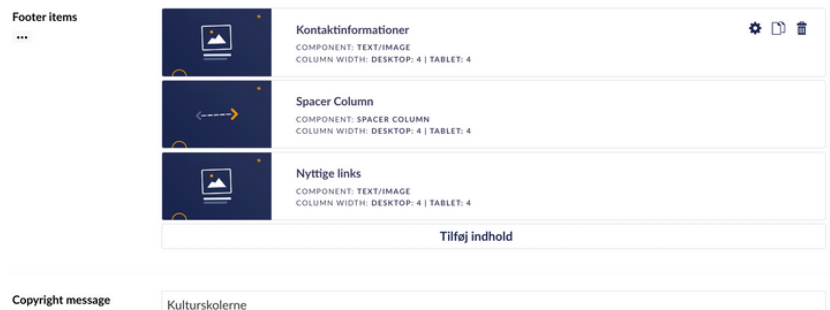 Footer items
...
Kontaktinformationer
COMPONENT: TEXT/IMAGE
COLUMN WIDTH: DESKTOP: 4 | TABLET: 4
Spacer Column
COMPONENT: SPACER COLUMN
COLUMN WIDTH: DESKTOP: 4 | TABLET: 4
Nyttige links
COMPONENT: TEXT/IMAGE
COLUMN WIDTH: DESKTOP: 4 | TABLET: 4
Tilføj indhold
Copyright message
Kulturskolerne